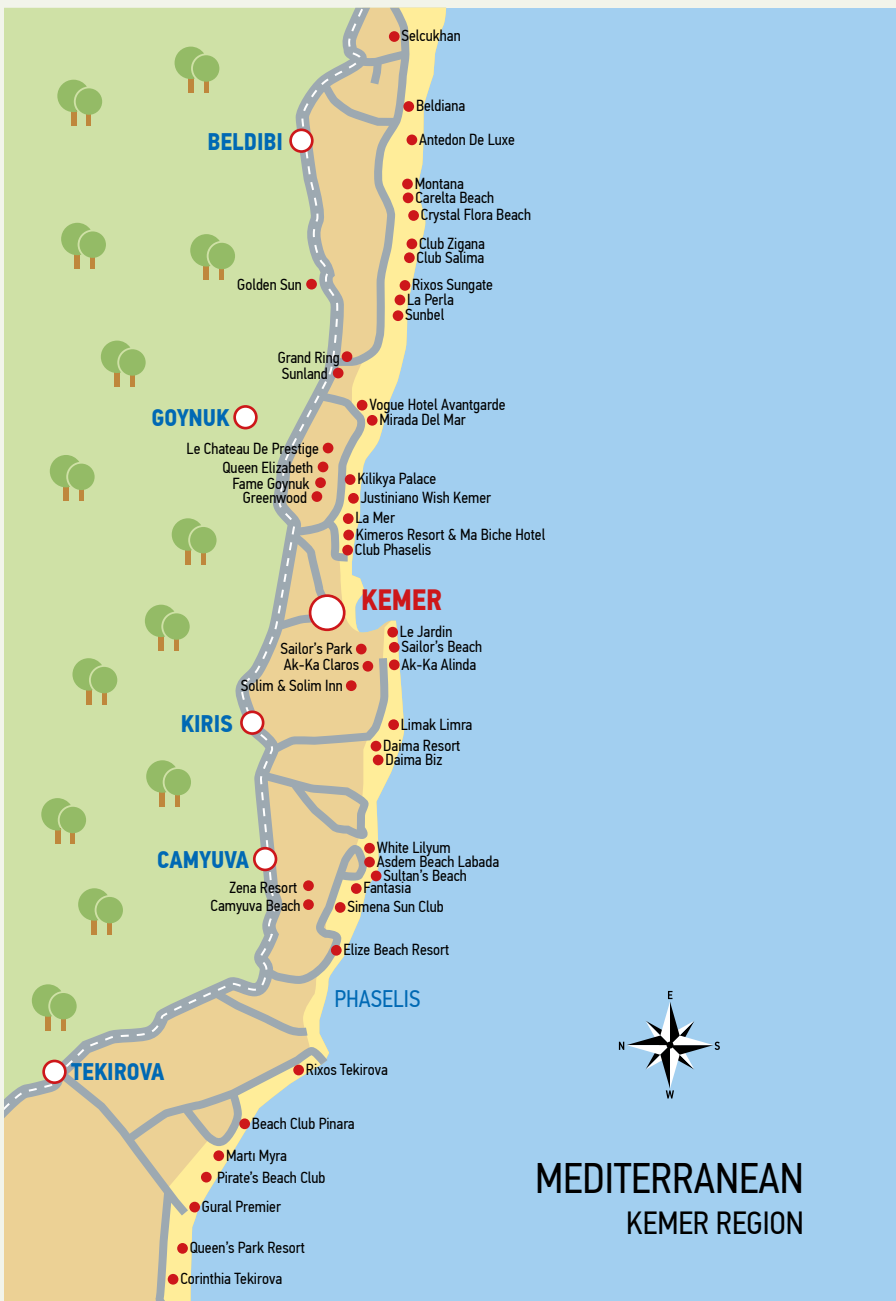 Selcukhan
Beldiana
BELDIBI
Antedon De Luxe
Montana
Carelta Beach
Crystal Flora Beach
Club Zigana
Club Salima
Golden Sun
Rixos Sungate
La Perla
Sunbel
Grand Ring
Sunland
Vogue Hotel Avantgarde
GOYNUK
Mirada Del Mar
Le Chateau De Prestige
Queen Elizabeth
Kilikya Palace
Fame Goynuk
Greenwood
Justiniano Wish Kemer
La Mer
Kimeros Resort & Ma Biche Hotel
Club Phaselis
KEMER
Le Jardin
Sailor's Park
Sailor's Beach
Ak-Ka Claros
Ak-Ka Alinda
Solim & Solim Inn
KIRIS
Limak Limra
Daima Resort
Daima Biz
White Lilyum
CAMYUVA
Asdem Beach Labada
Sultan's Beach
Zena Resort
Fantasia
Camyuva Beach
Simena Sun Club
Elize Beach Resort
PHASELIS
E
N
S
W
TEKIROVA
Rixos Tekirova
Beach Club Pinara
Martı Myra
Pirate's Beach Club
MEDITERRANEAN
Gural Premier
KEMER REGION
Queen's Park Resort
Corinthia Tekirova